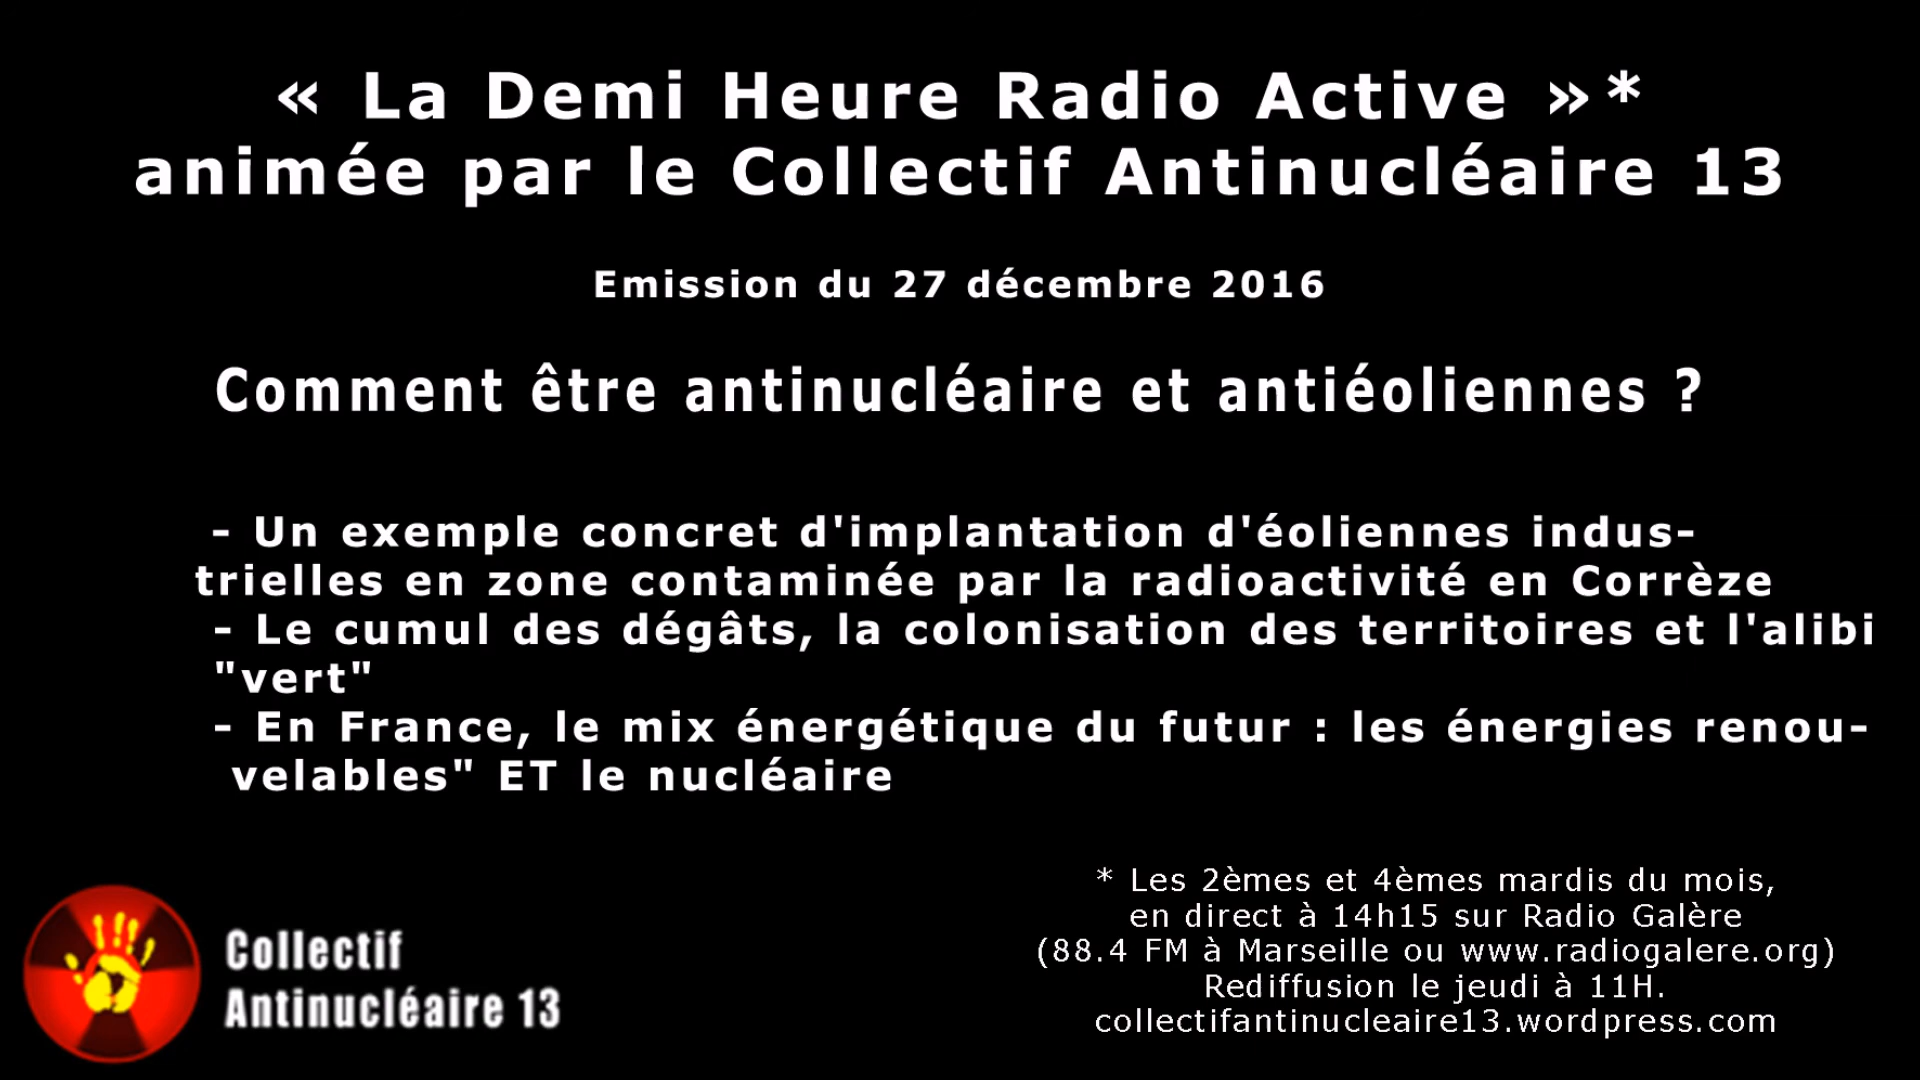 « La Demi Heure Radio Active »*
animée par le Collectif Antinucléaire 13
Emission du 27 décembre 2016
Comment être antinucléaire et antiéoliennes ?
- Un exemple concret d'implantation d'éoliennes indus-
trielles en zone contaminée par la radioactivité en Corrèze
- Le cumul des dégâts, la colonisation des territoires et l'alibi
"vert"
- En France, le mix énergétique du futur : les énergies renou-
velables" ET le nucléaire
* Les 2èmes et 4èmes mardis du mois,
en direct à 14h15 sur Radio Galère
(88.4 FM à Marseille ou www.radiogalere.org)
Rediffusion le jeudi à 11H.
collectifantinucleaire13.wordpress.com
Collectif
Antinucléaire 13